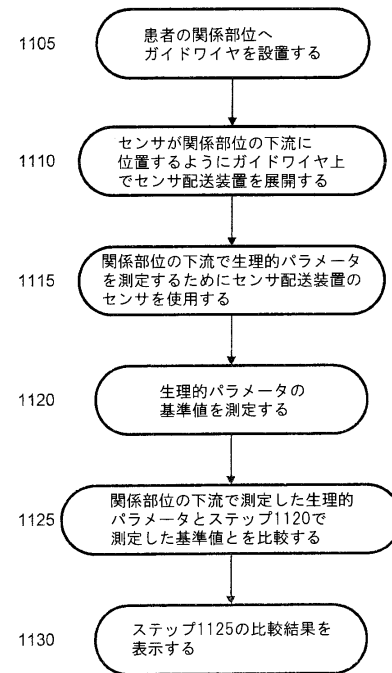 1105
患者の関係部位へ
ガイドワイヤを設置する
1110
センサが関係部位の下流に
位置するようにガイドワイヤ上
でセンサ配送装置を展開する
1115
関係部位の下流で生理的パラメータ
を測定するためにセンサ配送装置の
センサを使用する
1120
生理的パラメータの
基準値を測定する
1125
関係部位の下流で測定した生理的
パラメータとステップ1120で
測定した基準値とを比較する
1130
ステップ1125の比較結果を
表示する